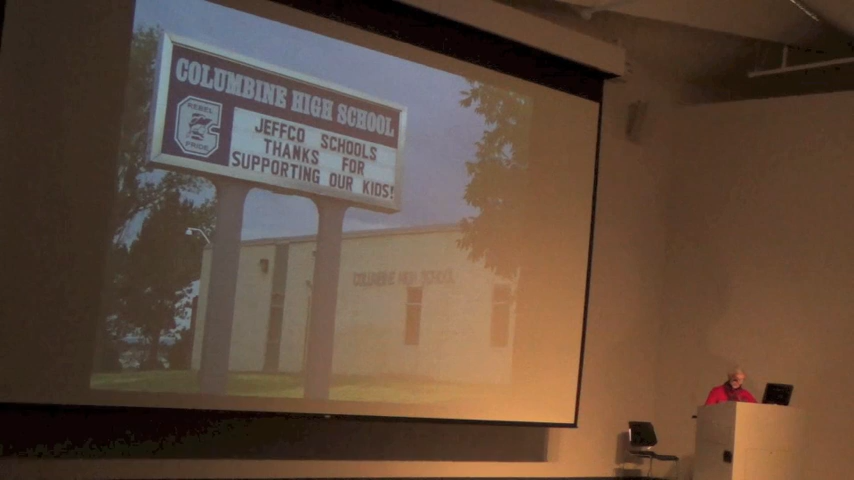 COLUMBINE HIGH SCHOOL
REBEL
PRIDE
JEFFCO SCHOOLS
THANKS FOR
SUPPORTING OUR KIDS!
COLUMBINE HIGH SCHOOL